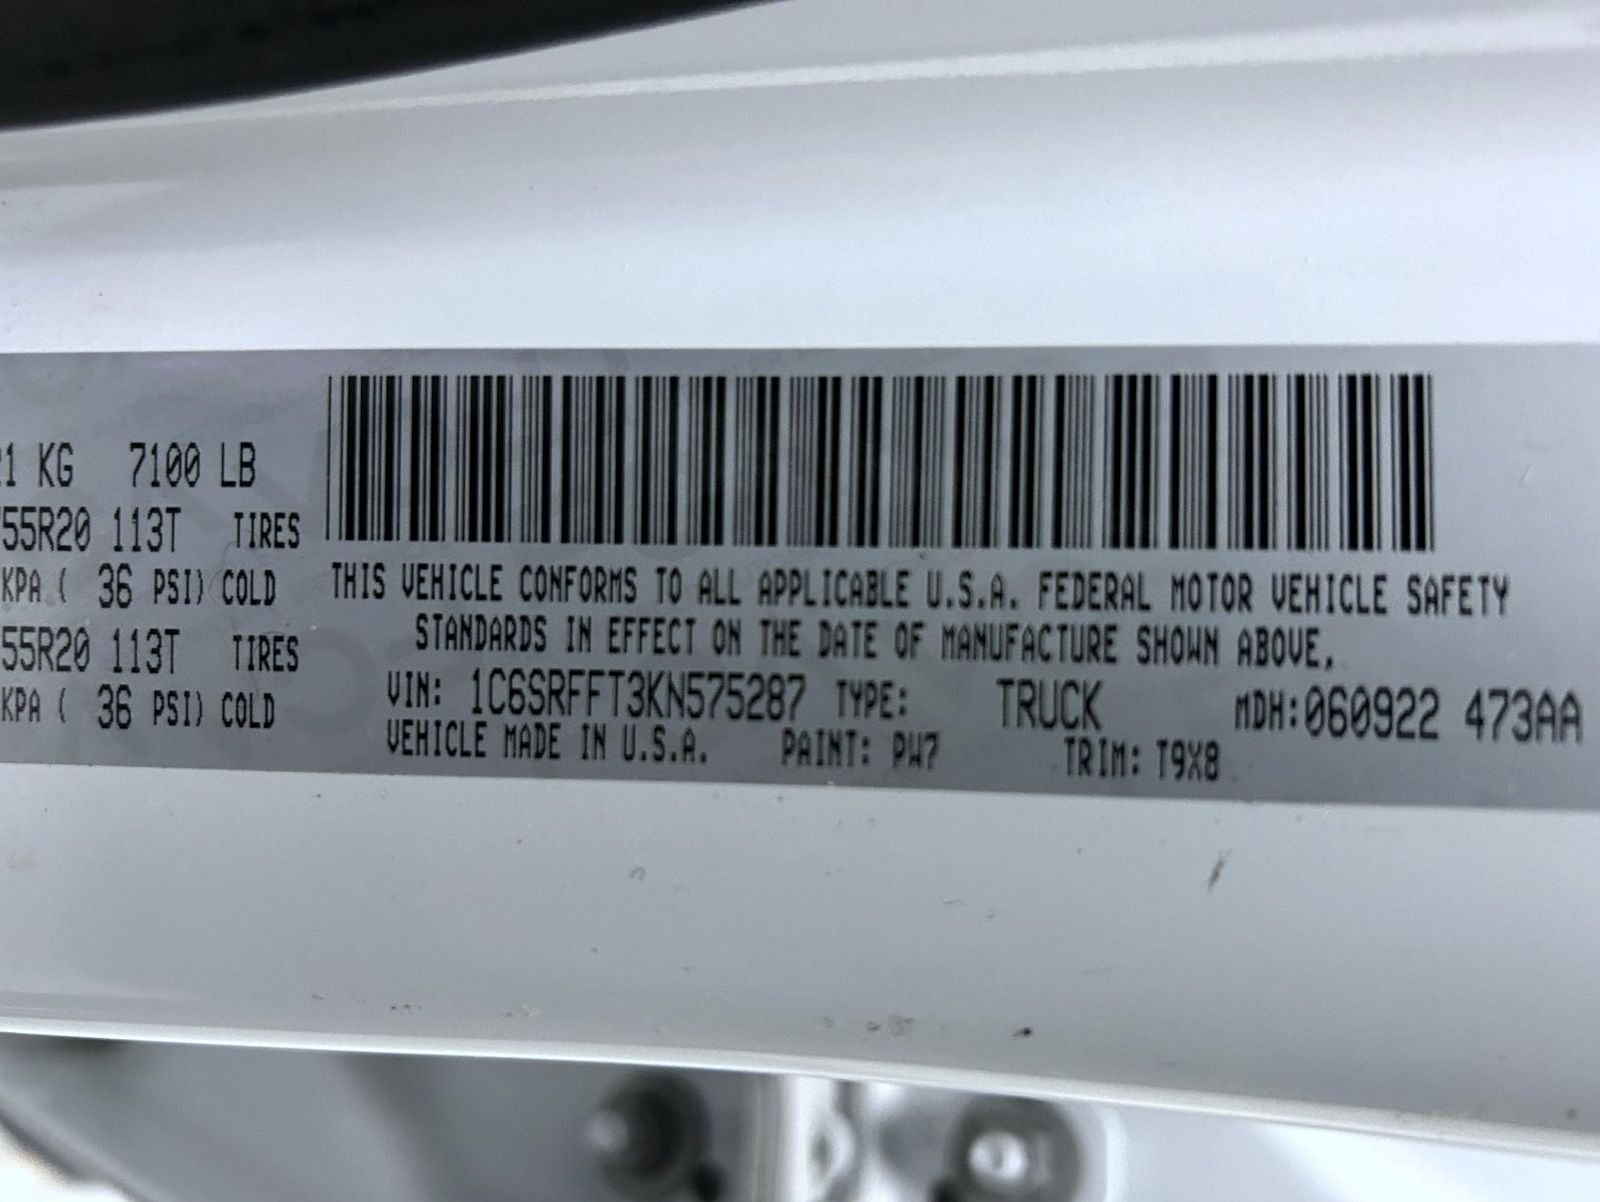 21 KG 7100 LB
55R20 113T TIRES
KPA ( 36 PSI) COLD
55R20 113T TIRES
KPA ( 36 PSI) COLD
THIS VEHICLE CONFORMS TO ALL APPLICABLE U.S.A. FEDERAL MOTOR VEHICLE SAFETY
STANDARDS IN EFFECT ON THE DATE OF MANUFACTURE SHOWN ABOVE.
VIN: 1C6SRFFT3KN575287 TYPE: TRUCK MDH:060922 473AA
VEHICLE MADE IN U.S.A. PAINT: PW7 TRIM: T9X8